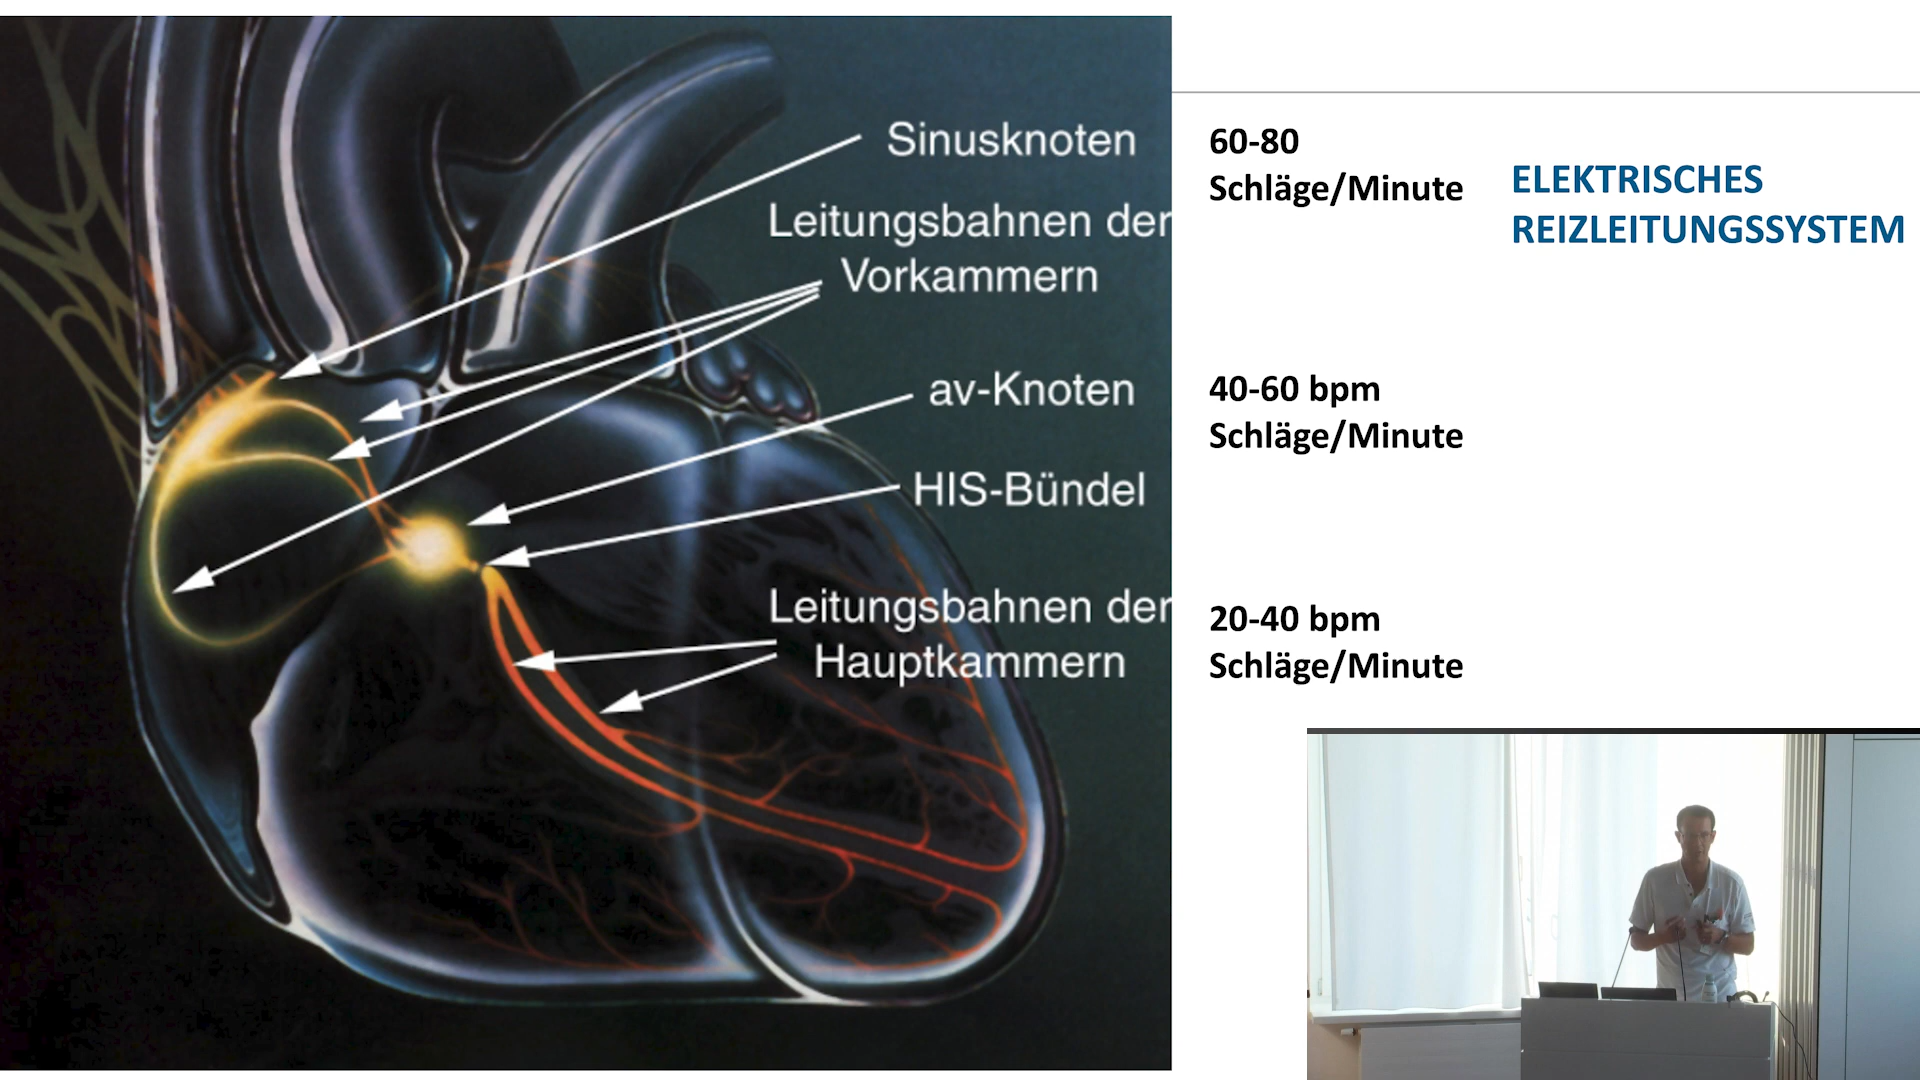 Sinusknoten
Leitungsbahnen der
Vorkammern
av-Knoten
HIS-Bündel
Leitungsbahnen der
Hauptkammern
60-80
Schläge/Minute
ELEKTRISCHES
REIZLEITUNGSSYSTEM
40-60 bpm
Schläge/Minute
20-40 bpm
Schläge/Minute